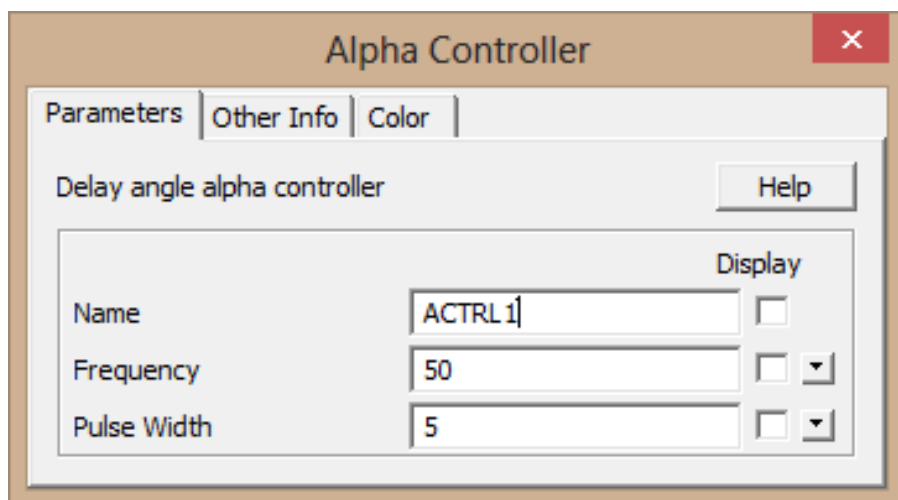 Alpha Controller
Parameters Other Info Color
Delay angle alpha controller Help
Display
Name ACTRL1
Frequency 50
Pulse Width 5